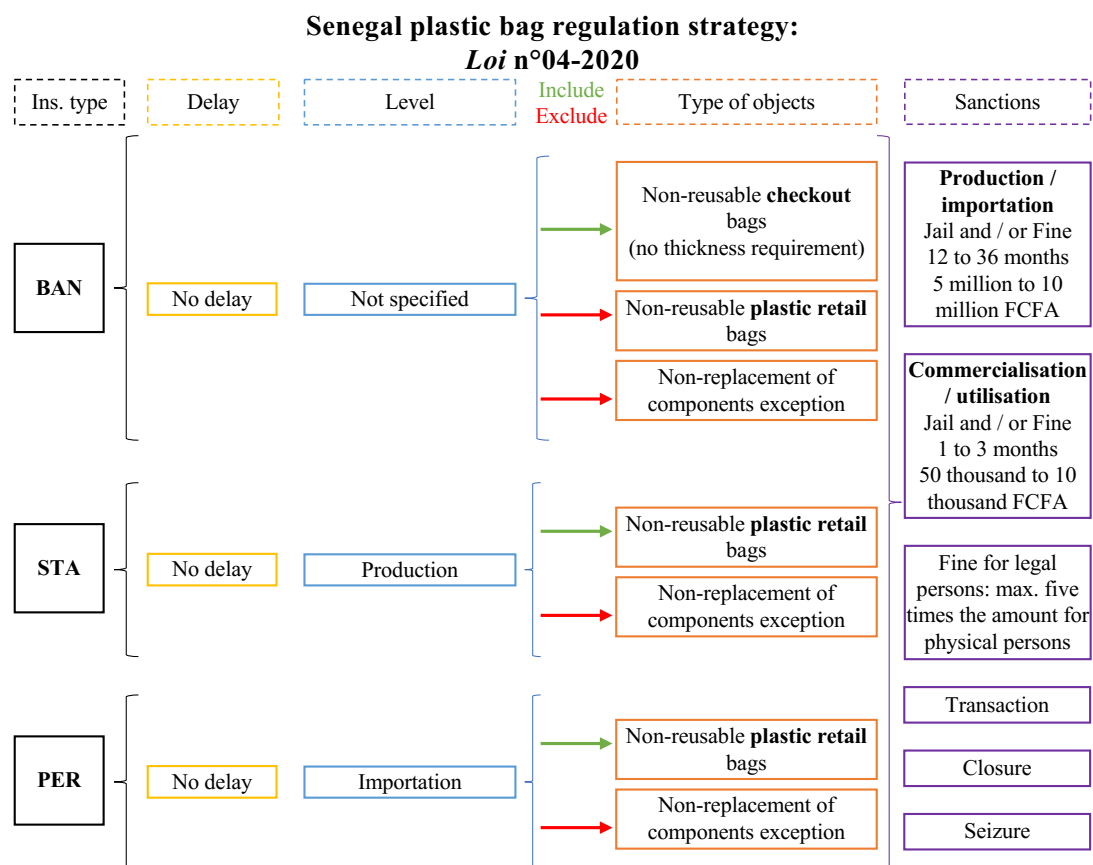 Senegal plastic bag regulation strategy:
Loi n°04-2020
Ins. type
Delay
Level
Include
Exclude
Type of objects
Sanctions
BAN
No delay
Not specified
Non-reusable checkout
bags
(no thickness requirement)
Non-reusable plastic retail
bags
Non-replacement of
components exception
STA
No delay
Production
Non-reusable plastic retail
bags
Non-replacement of
components exception
PER
No delay
Importation
Non-reusable plastic retail
bags
Non-replacement of
components exception
Production /
importation
Jail and / or Fine
12 to 36 months
5 million to 10
million FCFA
Commercialisation
/ utilisation
Jail and / or Fine
1 to 3 months
50 thousand to 10
thousand FCFA
Fine for legal
persons: max. five
times the amount for
physical persons
Transaction
Closure
Seizure